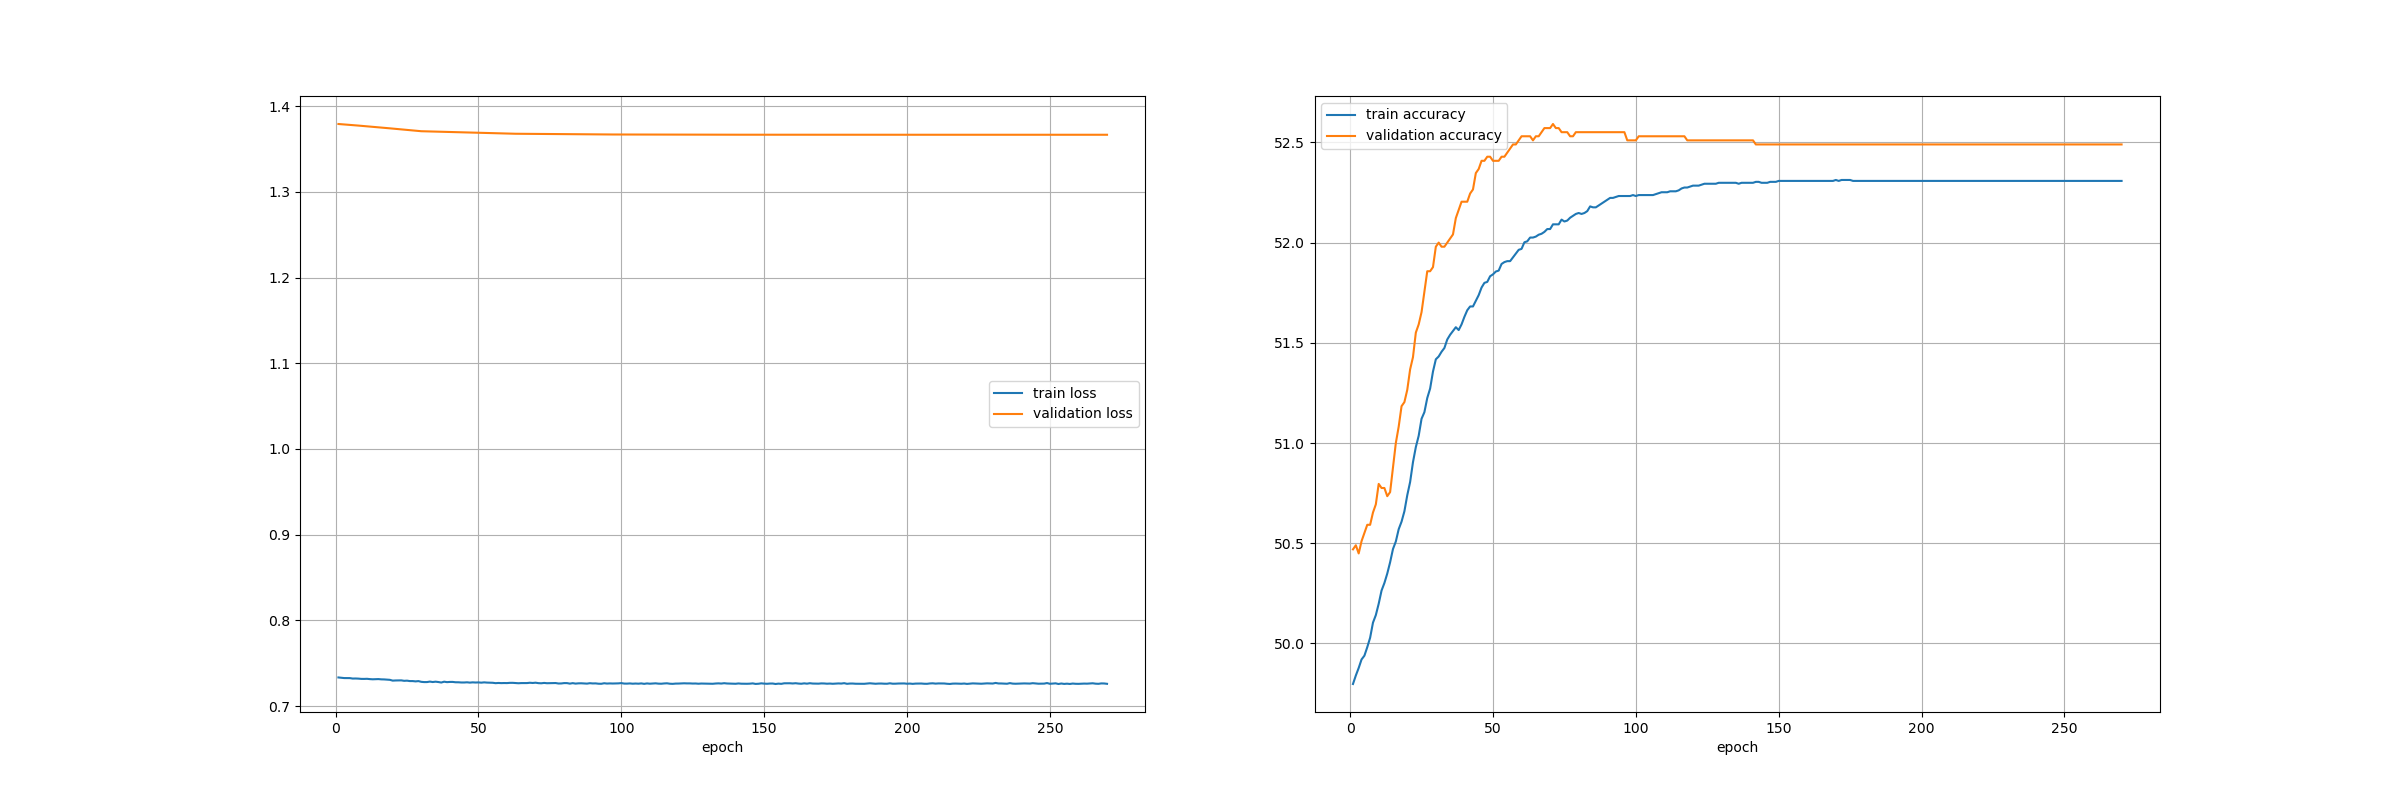 1.4
1.3
1.2
1.1
1.0
0.9
0.8
0.7
0 50 100 150 200 250
epoch
train loss
validation loss
52.5
52.0
51.5
51.0
50.5
50.0
0 50 100 150 200 250
epoch
train accuracy
validation accuracy